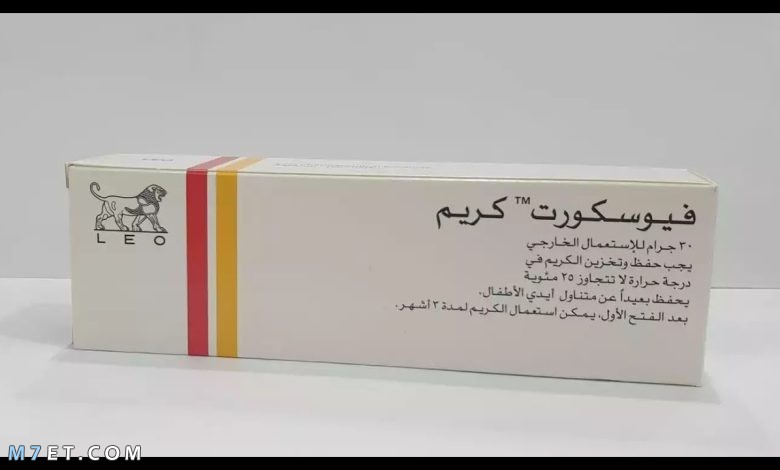 فيوسكورت™ كريم
٣٠ جرام للإستعمال الخارجي
يجب حفظ وتخزين الكريم في
درجة حرارة لا تتجاوز ٢٥ مئوية
يحفظ بعيداً عن متناول أيدي الأطفال.
بعد الفتح الأول، يمكن استعمال الكريم لمدة ٣ أشهر.
LEO
M7ET.COM